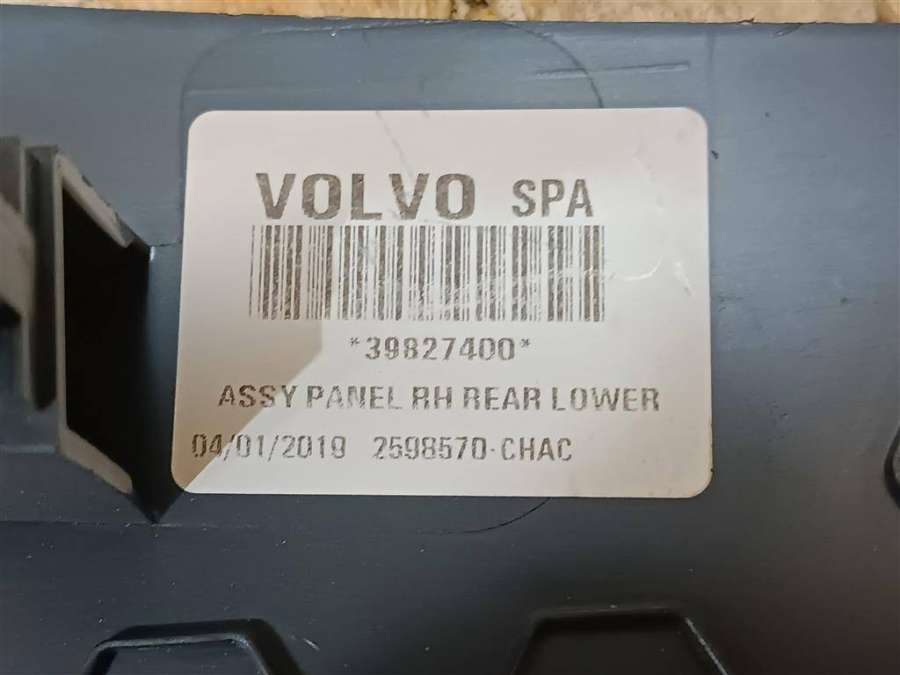 VOLVO SPA
*39827400*
ASSY PANEL RH REAR LOWER
04/01/2019 2598570-CHAC